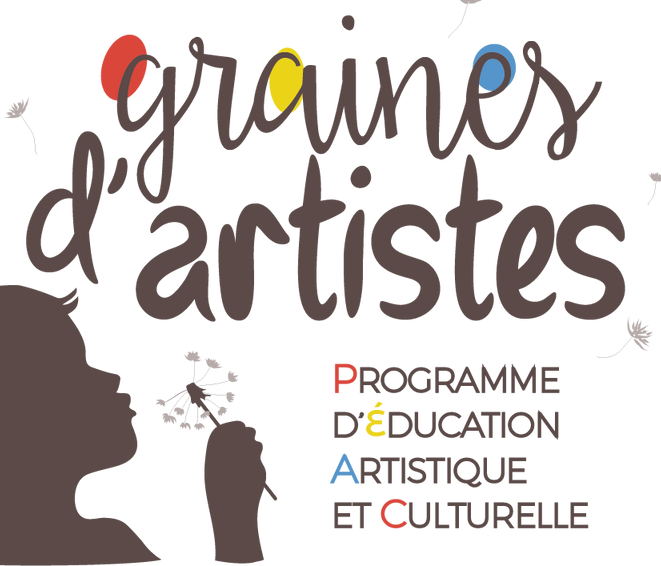 graines
d'artistes
PROGRAMME
D'ÉDUCATION
ARTISTIQUE
ET CULTURELLE